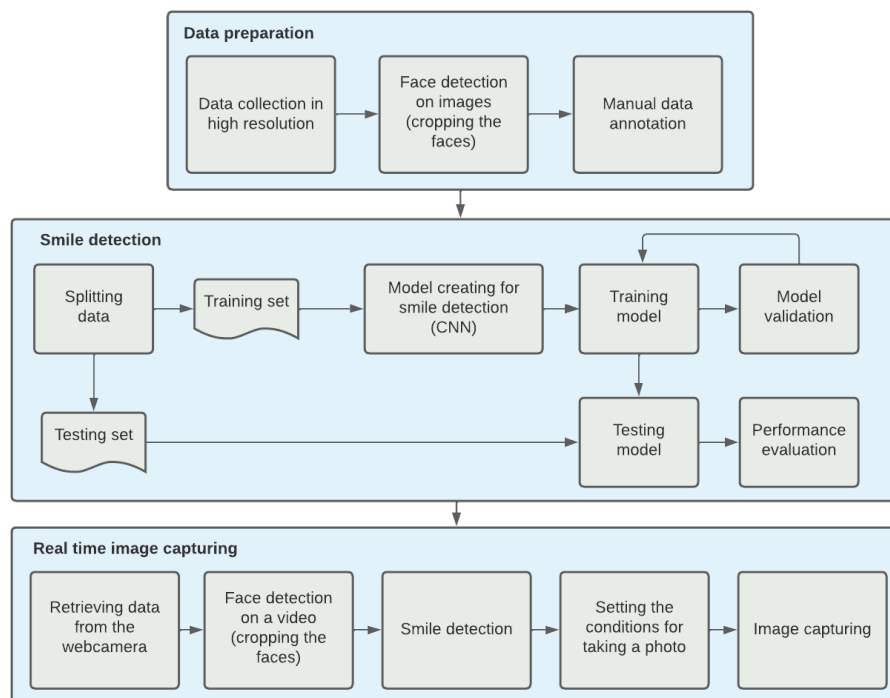 Data preparation
Data collection in
high resolution
Face detection
on images
(cropping the
faces)
Manual data
annotation
Smile detection
Splitting
data
Training set
Model creating for
smile detection
(CNN)
Training
model
Model
validation
Testing set
Testing
model
Performance
evaluation
Real time image capturing
Retrieving data
from the
webcamera
Face detection
on a video
(cropping the
faces)
Smile detection
Setting the
conditions for
taking a photo
Image capturing